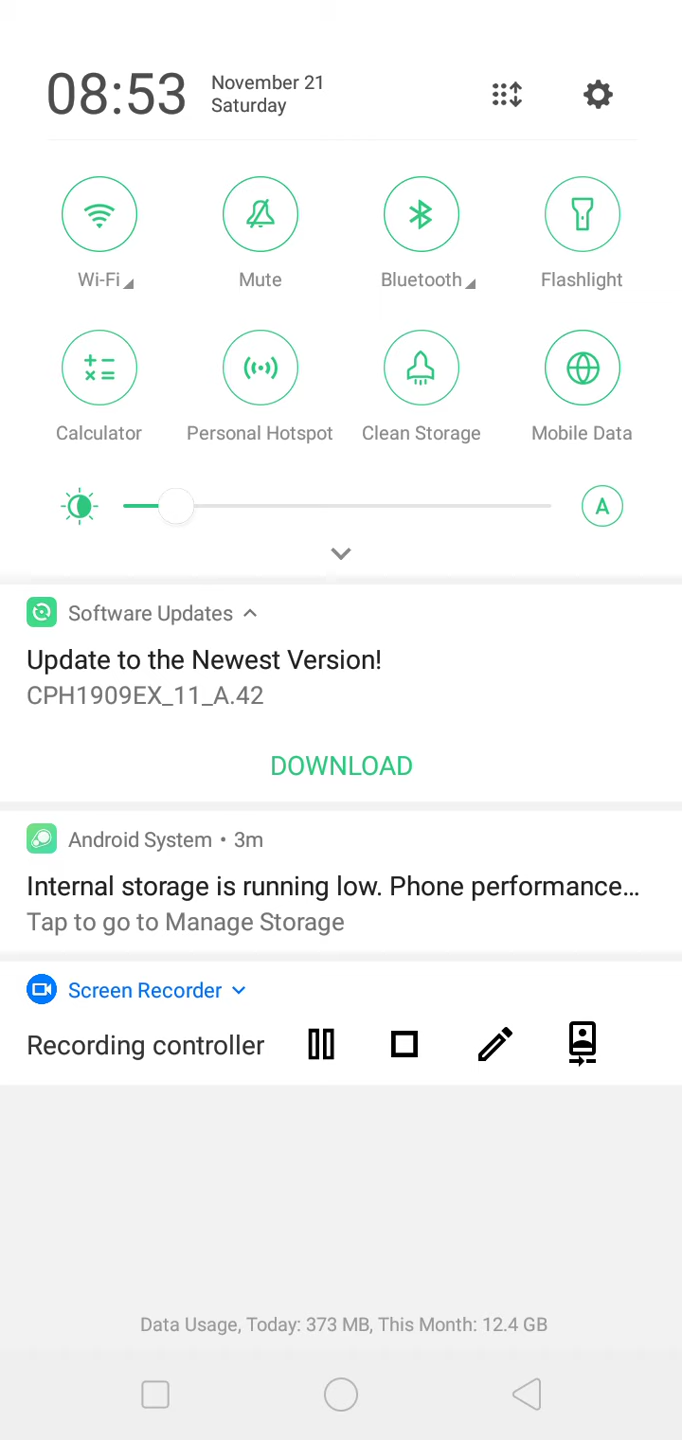 08:53
November 21
Saturday
Wi-Fi
Mute
Bluetooth
Flashlight
Calculator
Personal Hotspot
Clean Storage
Mobile Data
A
Software Updates
Update to the Newest Version!
CPH1909EX_11_A.42
DOWNLOAD
Android System • 3m
Internal storage is running low. Phone performance...
Tap to go to Manage Storage
Screen Recorder
Recording controller
Data Usage, Today: 373 MB, This Month: 12.4 GB